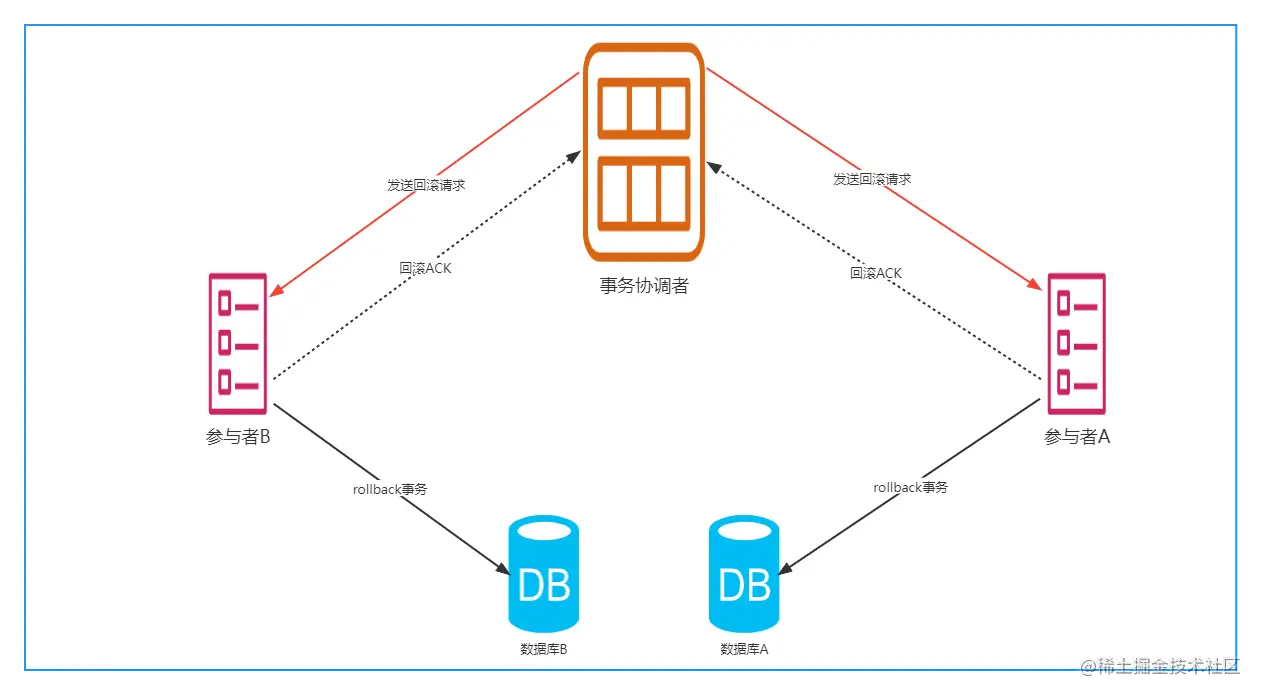 发送回滚请求
发送回滚请求
回滚ACK
回滚ACK
事务协调者
参与者B
参与者A
rollback事务
rollback事务
DB
DB
数据库B
数据库A
@稀土掘金技术社区